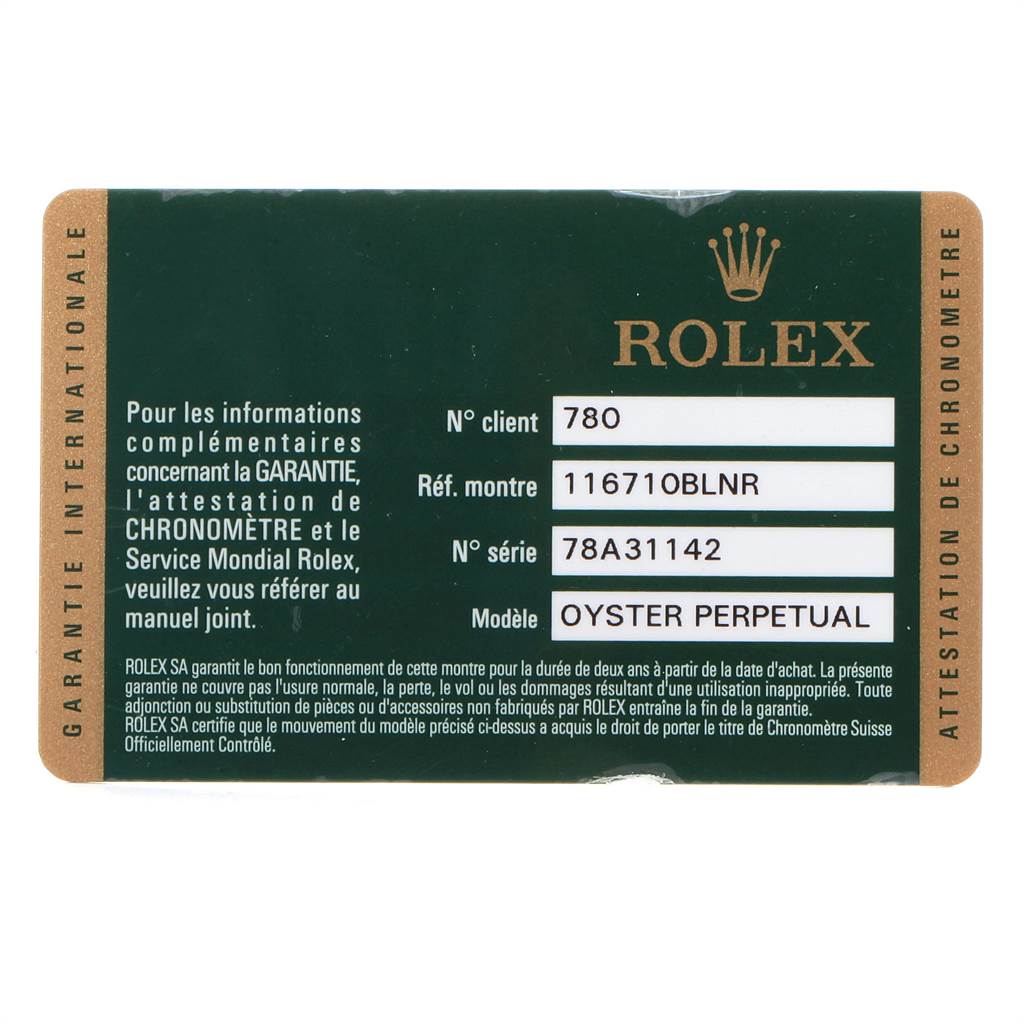 GARANTIE INTERNATIONALE
ROLEX
Pour les informations
complémentaires
concernant la GARANTIE,
l'attestation de
CHRONOMÈTRE et le
Service Mondial Rolex,
veuillez vous référer au
manuel joint.
N° client 780
Réf. montre 116710BLNR
N° série 78A31142
Modèle OYSTER PERPETUAL
ROLEX SA garantit le bon fonctionnement de cette montre pour la durée de deux ans à partir de la date d'achat. La présente
garantie ne couvre pas l'usure normale, la perte, le vol ou les dommages résultant d'une utilisation inappropriée. Toute
adjonction ou substitution de pièces ou d'accessoires non fabriqués par ROLEX entraîne la fin de la garantie.
ROLEX SA certifie que le mouvement du modèle précisé ci-dessus a acquis le droit de porter le titre de Chronomètre Suisse
Officiellement Contrôlé.
ATTESTATION DE CHRONOMETRE